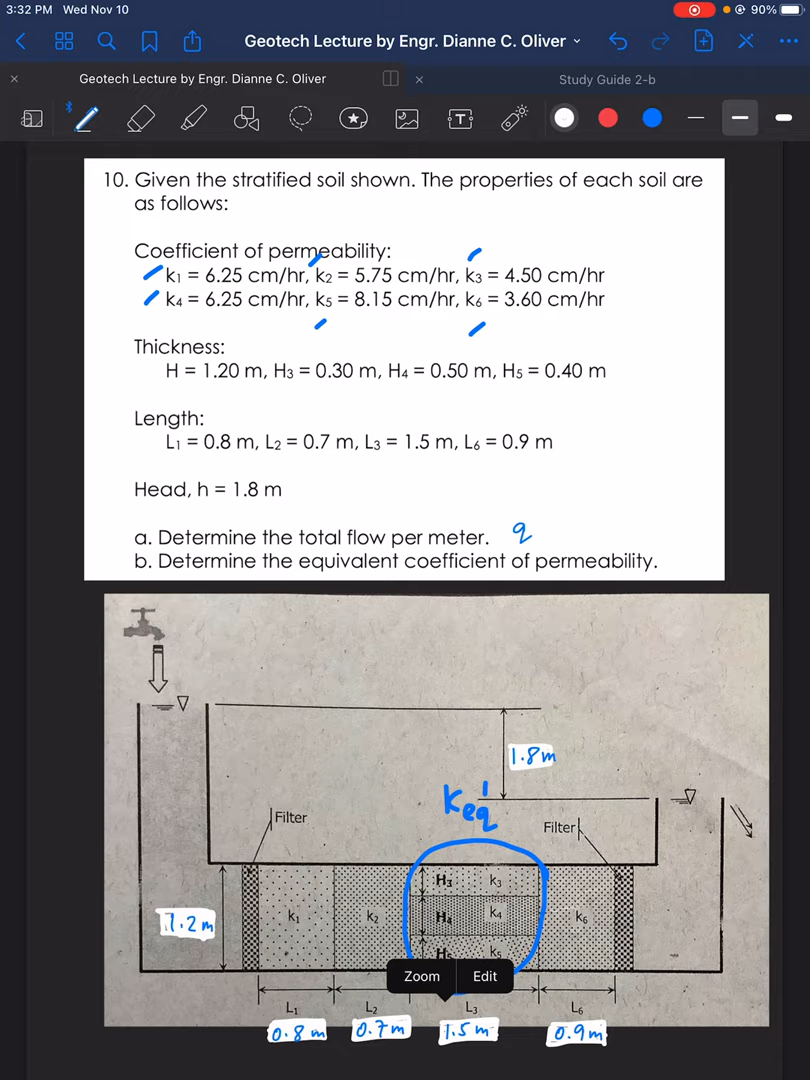 3:32 PM Wed Nov 10
90%
Geotech Lecture by Engr. Dianne C. Oliver
Geotech Lecture by Engr. Dianne C. Oliver
Study Guide 2-b
10. Given the stratified soil shown. The properties of each soil are
as follows:
Coefficient of permeability:
k₁ = 6.25 cm/hr, k₂ = 5.75 cm/hr, k₃ = 4.50 cm/hr
k₄ = 6.25 cm/hr, k₅ = 8.15 cm/hr, k₆ = 3.60 cm/hr
Thickness:
H = 1.20 m, H₃ = 0.30 m, H₄ = 0.50 m, H₅ = 0.40 m
Length:
L₁ = 0.8 m, L₂ = 0.7 m, L₃ = 1.5 m, L₆ = 0.9 m
Head, h = 1.8 m
a. Determine the total flow per meter. q
b. Determine the equivalent coefficient of permeability.
1.8m
Keq'
Filter
Filter
H₃ k₃
1.2m k₁ k₂ H₄ k₄ k₆
H₅ k₅
Zoom Edit
L₁ L₂ L₃ L₆
0.8m 0.7m 1.5m 0.9m